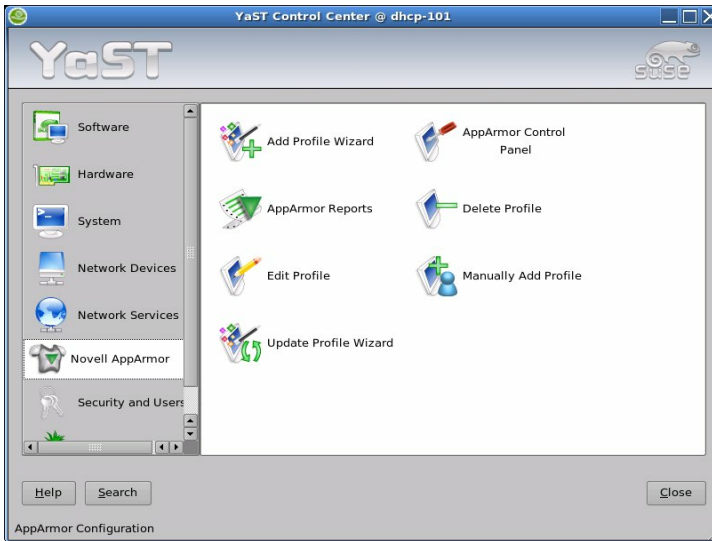 YaST Control Center @ dhcp-101
YaST
SUSE
Software
Hardware
System
Network Devices
Network Services
Novell AppArmor
Security and Users
Add Profile Wizard
AppArmor Control
Panel
AppArmor Reports
Delete Profile
Edit Profile
Manually Add Profile
Update Profile Wizard
Help
Search
Close
AppArmor Configuration